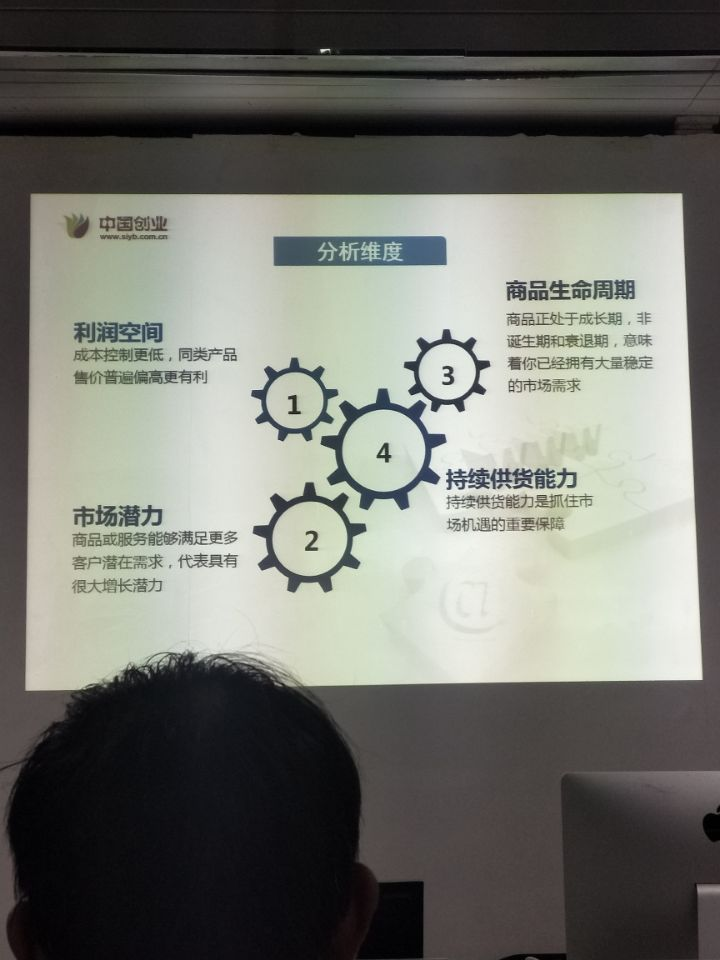 中国创业
www.siyb.com.cn
分析维度
利润空间
成本控制更低，同类产品
售价普遍偏高更有利
1
市场潜力
商品或服务能够满足更多
客户潜在需求，代表具有
很大增长潜力
2
商品生命周期
商品正处于成长期，非
诞生期和衰退期，意味
着你已经拥有大量稳定
的市场需求
3
4
持续供货能力
持续供货能力是抓住市
场机遇的重要保障
www
@